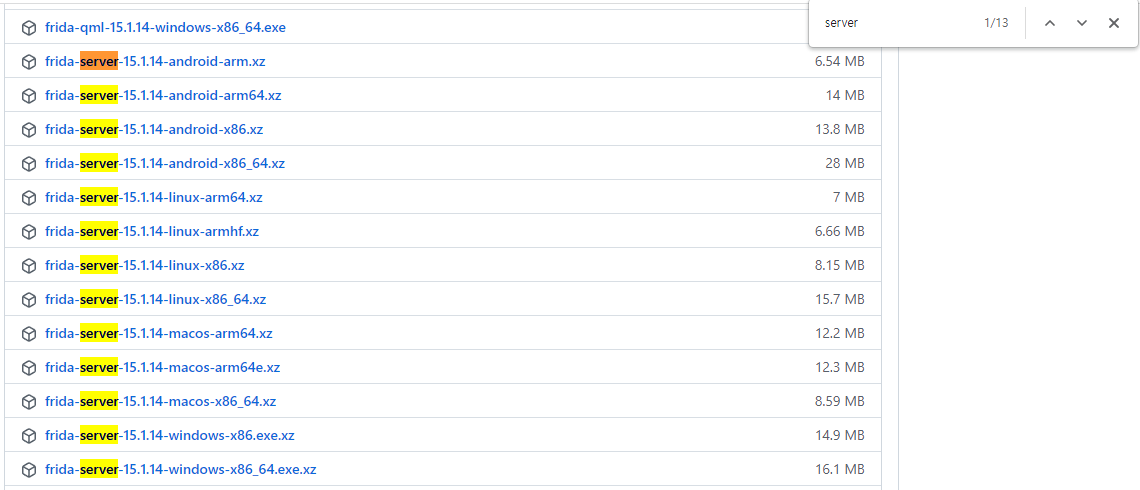 server 1/13
frida-qml-15.1.14-windows-x86_64.exe
frida-server-15.1.14-android-arm.xz 6.54 MB
frida-server-15.1.14-android-arm64.xz 14 MB
frida-server-15.1.14-android-x86.xz 13.8 MB
frida-server-15.1.14-android-x86_64.xz 28 MB
frida-server-15.1.14-linux-arm64.xz 7 MB
frida-server-15.1.14-linux-armhf.xz 6.66 MB
frida-server-15.1.14-linux-x86.xz 8.15 MB
frida-server-15.1.14-linux-x86_64.xz 15.7 MB
frida-server-15.1.14-macos-arm64.xz 12.2 MB
frida-server-15.1.14-macos-arm64e.xz 12.3 MB
frida-server-15.1.14-macos-x86_64.xz 8.59 MB
frida-server-15.1.14-windows-x86.exe.xz 14.9 MB
frida-server-15.1.14-windows-x86_64.exe.xz 16.1 MB